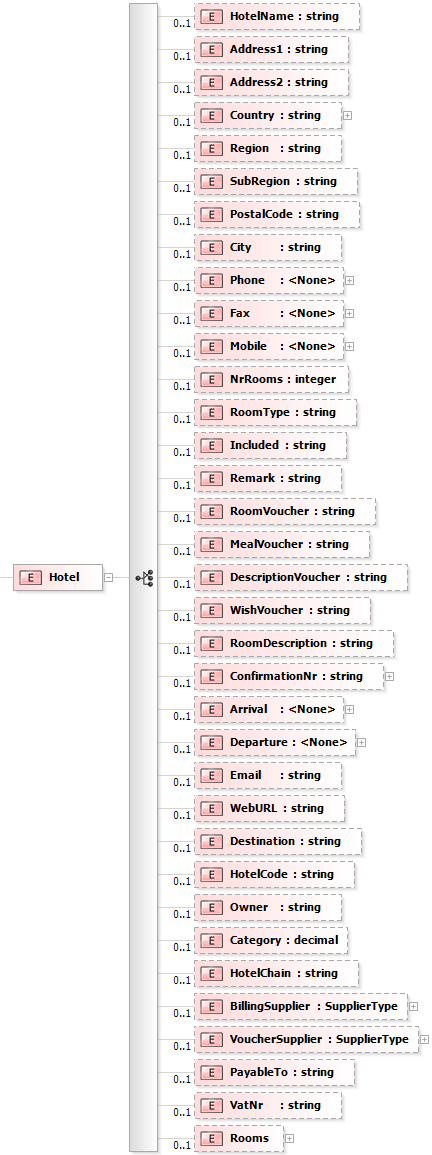 E HotelName : string
0..1
E Address1 : string
0..1
E Address2 : string
0..1
E Country : string
0..1
E Region : string
0..1
E SubRegion : string
0..1
E PostalCode : string
0..1
E City : string
0..1
E Phone : <None>
0..1
E Fax : <None>
0..1
E Mobile : <None>
0..1
E NrRooms : integer
0..1
E RoomType : string
0..1
E Included : string
0..1
E Remark : string
0..1
E RoomVoucher : string
0..1
E MealVoucher : string
0..1
E Hotel
E DescriptionVoucher : string
0..1
E WishVoucher : string
0..1
E RoomDescription : string
0..1
E ConfirmationNr : string
0..1
E Arrival : <None>
0..1
E Departure : <None>
0..1
E Email : string
0..1
E WebURL : string
0..1
E Destination : string
0..1
E HotelCode : string
0..1
E Owner : string
0..1
E Category : decimal
0..1
E HotelChain : string
0..1
E BillingSupplier : SupplierType
0..1
E VoucherSupplier : SupplierType
0..1
E PayableTo : string
0..1
E VatNr : string
0..1
E Rooms
0..1